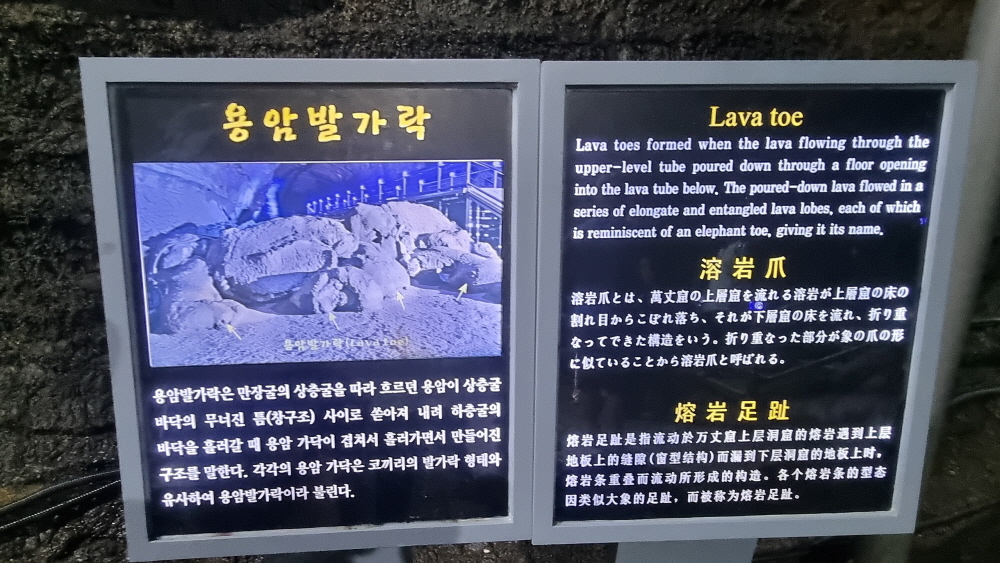 용암발가락
용암발가락(Lava toe)
용암발가락은 만장굴의 상층굴을 따라 흐르던 용암이 상층굴
바닥의 무너진 틈(창구조) 사이로 쏟아져 내려 하층굴의
바닥을 흘러갈 때 용암 가닥이 겹쳐서 흘러가면서 만들어진
구조를 말한다. 각각의 용암 가닥은 코끼리의 발가락 형태와
유사하여 용암발가락이라 불린다.
Lava toe
Lava toes formed when the lava flowing through the
upper-level tube poured down through a floor opening
into the lava tube below. The poured-down lava flowed in a
series of elongate and entangled lava lobes, each of which
is reminiscent of an elephant toe, giving it its name.
溶岩爪
溶岩爪とは、萬丈窟の上層窟を流れる溶岩が上層窟の床の
割れ目からこぼれ落ち、それが下層窟の床を流れ、折り重
なってできた構造をいう。折り重なった部分が象の爪の形
に似ていることから溶岩爪と呼ばれる。
熔岩足趾
熔岩足趾是指流动於万丈窟上层洞窟的熔岩遇到上层
地板上的缝隙(窗型结构)而漏到下层洞窟的地板上时，
熔岩条重叠而流动所形成的构造。各个熔岩条的型态
因类似大象的足趾，而被称为熔岩足趾。